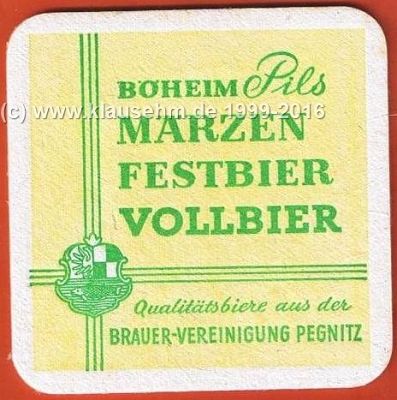 BÖHEIM Pils
(c) www.klausehm.de 1999-2016
MÄRZEN
FESTBIER
VOLLBIER
Qualitätsbiere aus der
BRAUER-VEREINIGUNG PEGNITZ